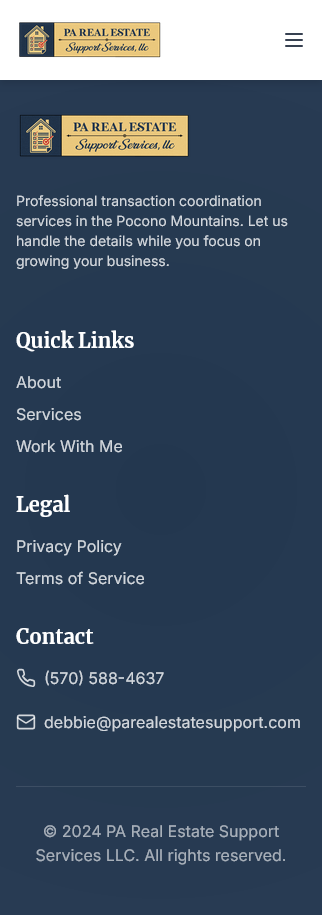 PA REAL ESTATE
Support Services, llc
PA REAL ESTATE
Support Services, llc
Professional transaction coordination
services in the Pocono Mountains. Let us
handle the details while you focus on
growing your business.
Quick Links
About
Services
Work With Me
Legal
Privacy Policy
Terms of Service
Contact
(570) 588-4637
debbie@parealestatesupport.com
© 2024 PA Real Estate Support
Services LLC. All rights reserved.